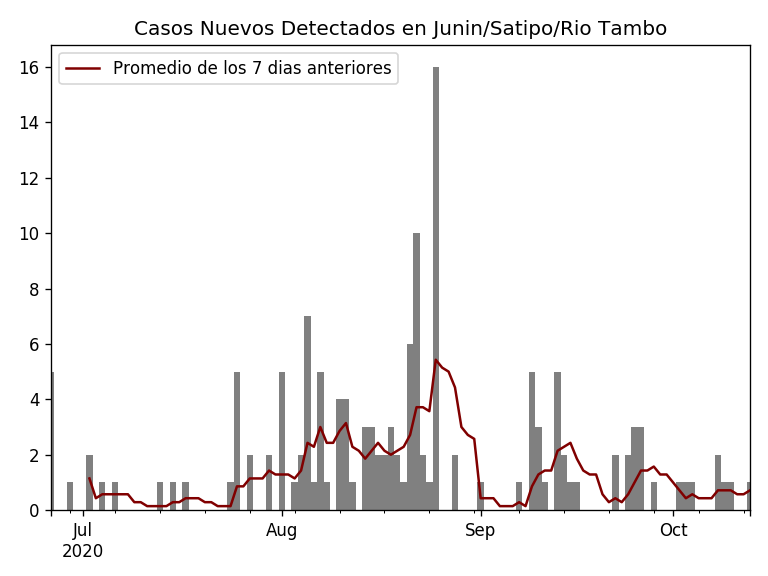 Casos Nuevos Detectados en Junin/Satipo/Rio Tambo
Promedio de los 7 dias anteriores
16
14
12
10
8
6
4
2
0
Jul
2020
Aug
Sep
Oct